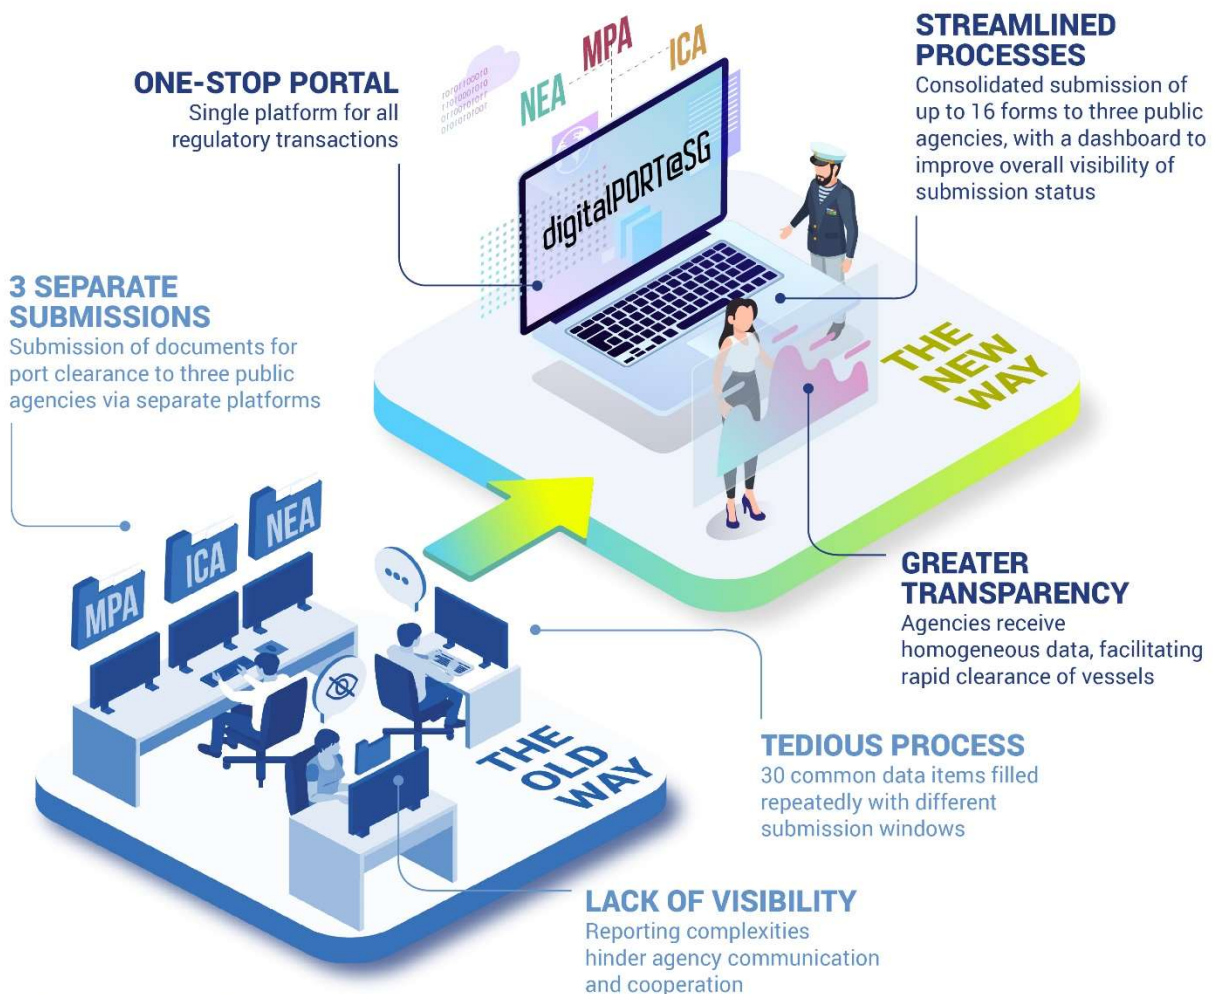 NEA
MPA
ICA
ONE-STOP PORTAL
Single platform for all
regulatory transactions
digitalPORT@SG
STREAMLINED
PROCESSES
Consolidated submission of
up to 16 forms to three public
agencies, with a dashboard to
improve overall visibility of
submission status
THE
NEW
WAY
GREATER
TRANSPARENCY
Agencies receive
homogeneous data, facilitating
rapid clearance of vessels
3 SEPARATE
SUBMISSIONS
Submission of documents for
port clearance to three public
agencies via separate platforms
MPA
ICA
NEA
THE
OLD
WAY
TEDIOUS PROCESS
30 common data items filled
repeatedly with different
submission windows
LACK OF VISIBILITY
Reporting complexities
hinder agency communication
and cooperation